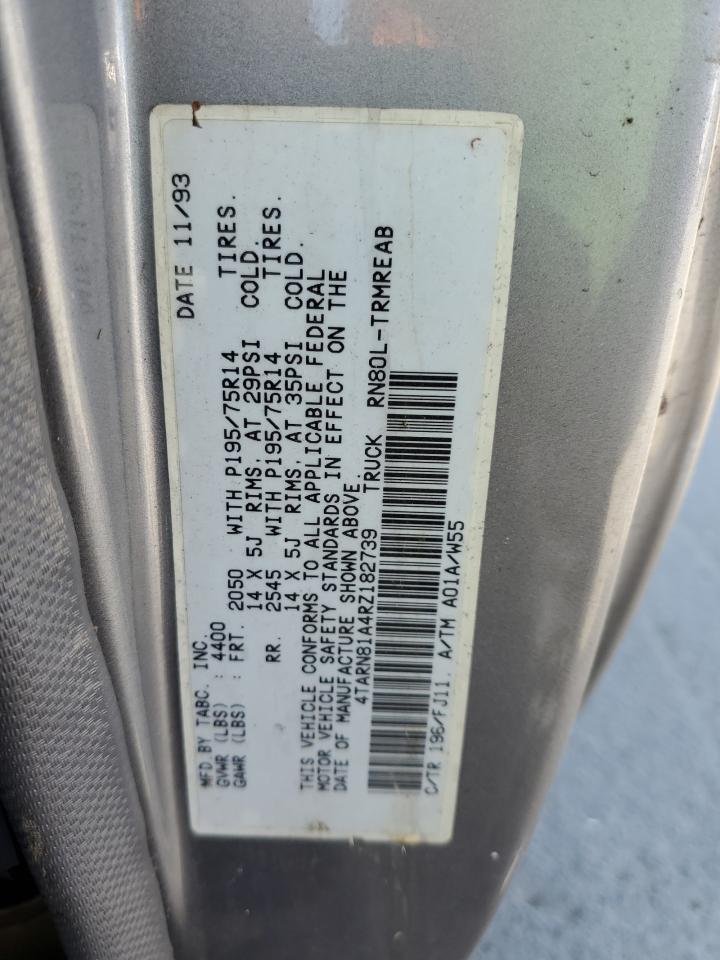 MFD. BY TABC. INC. DATE 11/93
GVWR (LBS) : 4400
GAWR (LBS) : FRT. 2050 WITH P195/75R14 TIRES.
14 X 5J RIMS, AT 29PSI COLD.
RR. 2545 WITH P195/75R14 TIRES.
14 X 5J RIMS, AT 35PSI COLD.
THIS VEHICLE CONFORMS TO ALL APPLICABLE FEDERAL
MOTOR VEHICLE SAFETY STANDARDS IN EFFECT ON THE
DATE OF MANUFACTURE SHOWN ABOVE.
4TARN81A4RZ182739 TRUCK RN80L-TRMREAB
C/TR 196/FJ11. A/TM A01A/W55